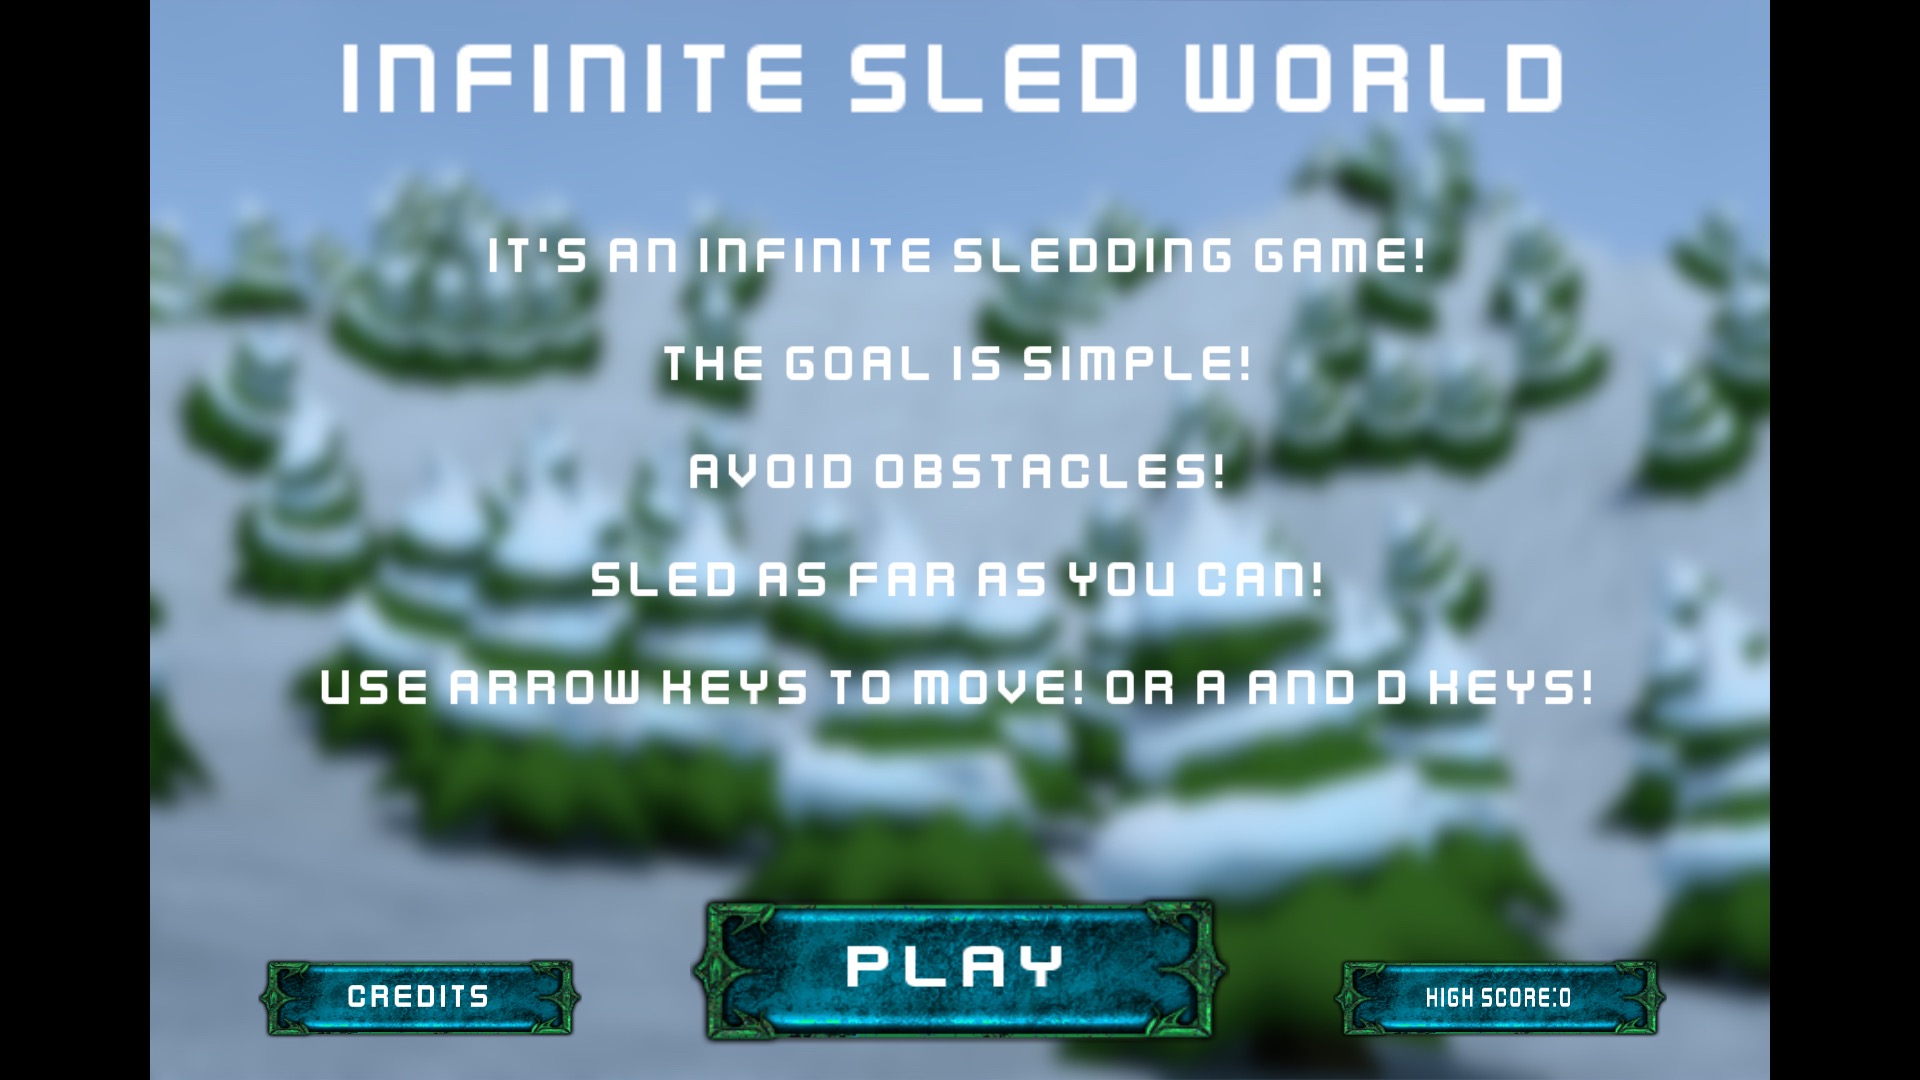 INFINITE SLED WORLD
IT'S AN INFINITE SLEDDING GAME!
THE GOAL IS SIMPLE!
AVOID OBSTACLES!
SLED AS FAR AS YOU CAN!
USE ARROW KEYS TO MOVE! OR A AND D KEYS!
PLAY
CREDITS
HIGH SCORE:0